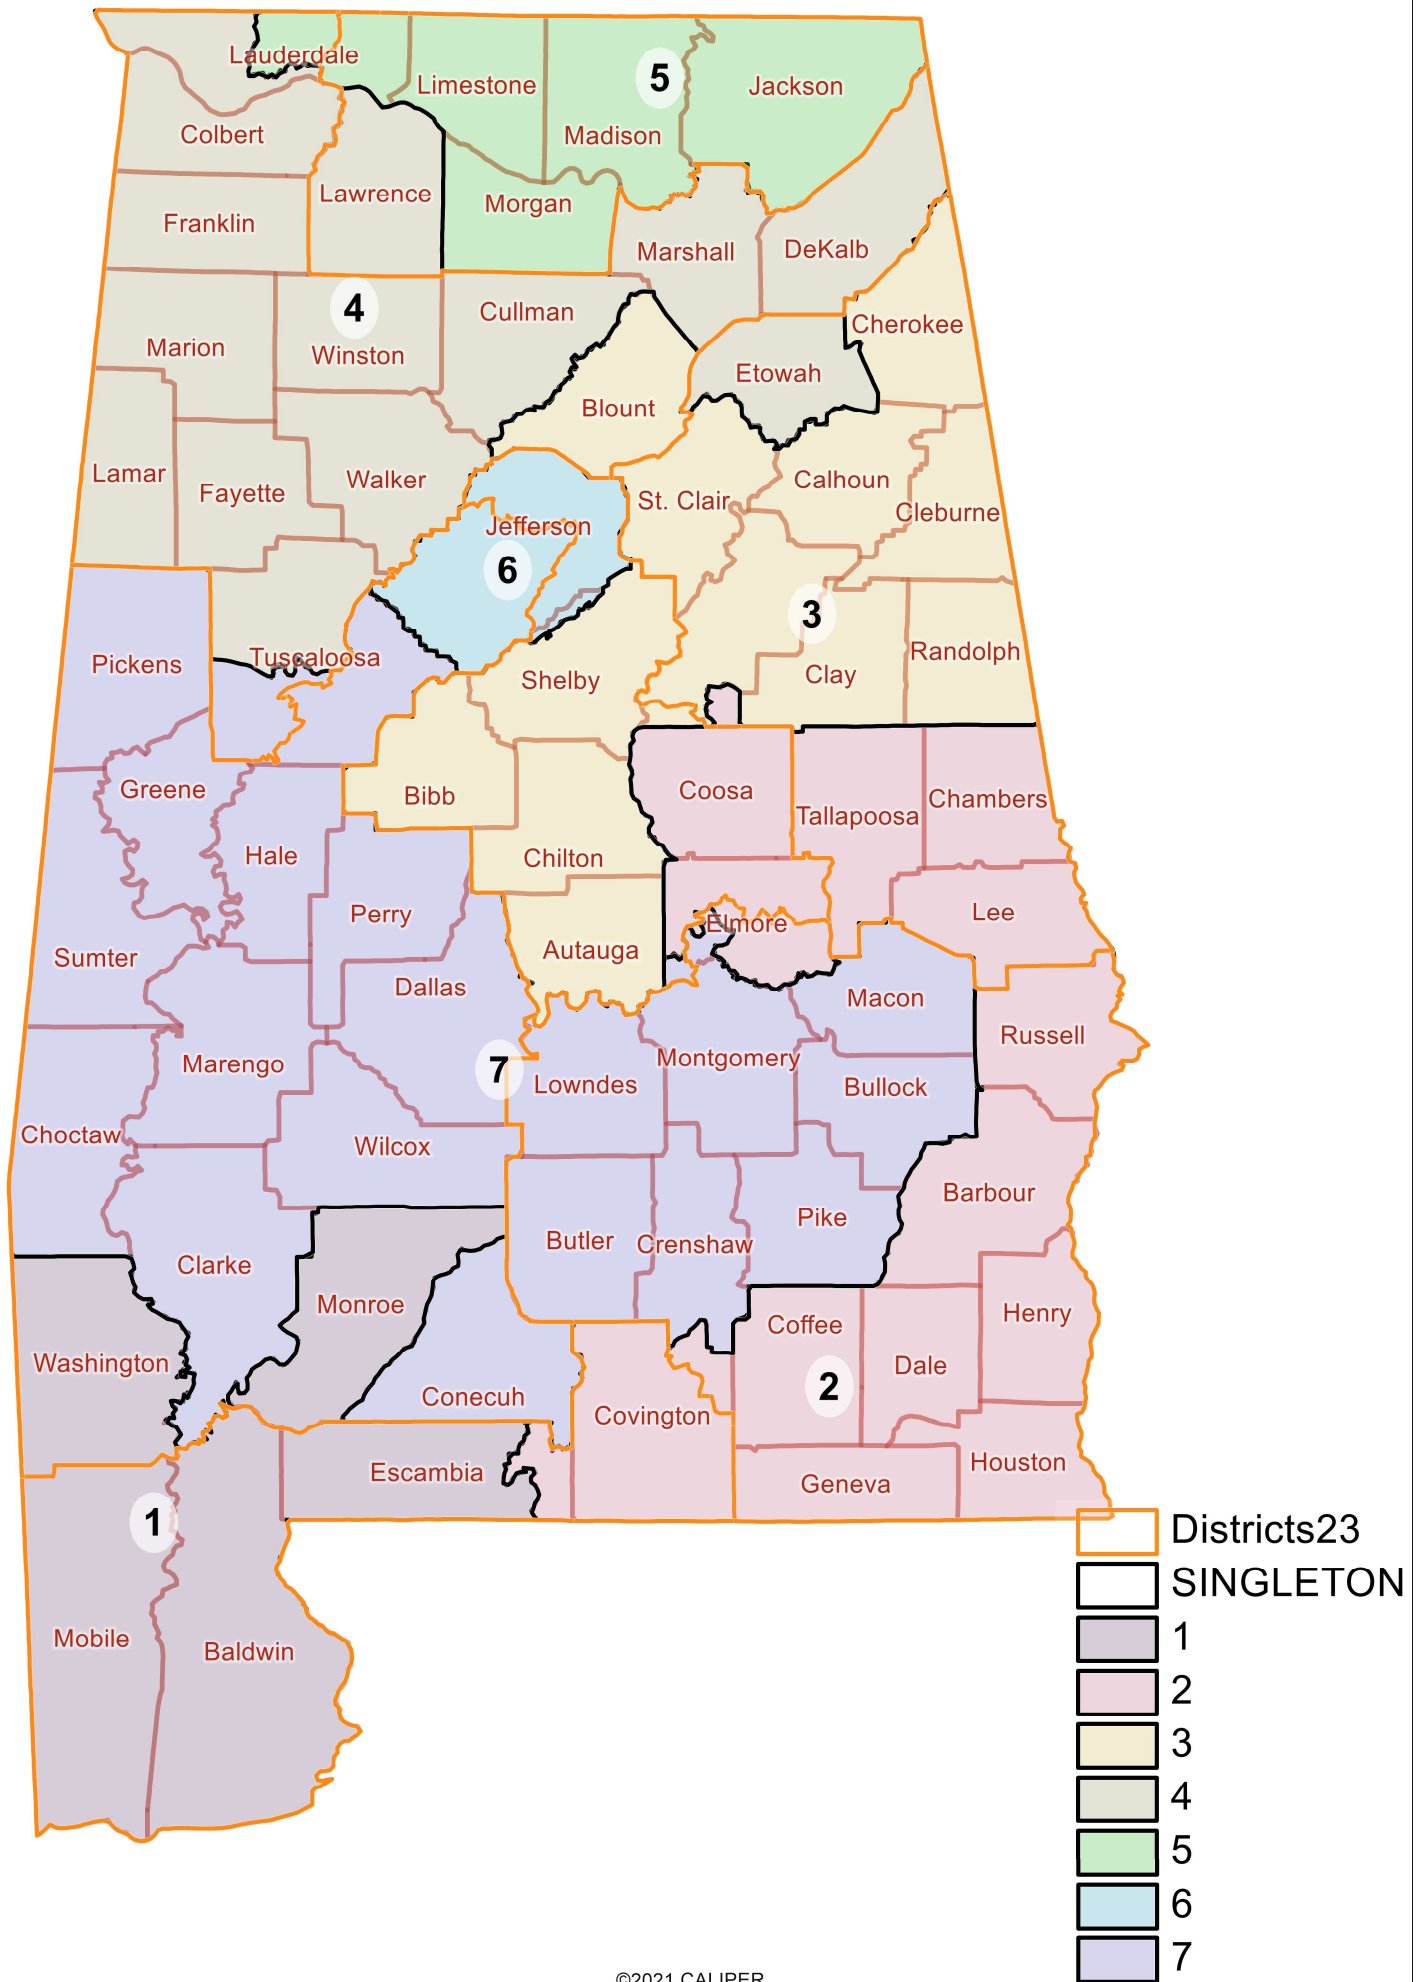 Lauderdale
Limestone
5
Jackson
Colbert
Madison
Lawrence
Morgan
Franklin
Marshall
DeKalb
4
Cullman
Cherokee
Marion
Winston
Etowah
Blount
Lamar
Fayette
Walker
St. Clair
Calhoun
Cleburne
Jefferson
6
3
Pickens
Tuscaloosa
Shelby
Clay
Randolph
Greene
Bibb
Coosa
Tallapoosa
Chambers
Hale
Chilton
Perry
Elmore
Lee
Sumter
Autauga
Dallas
Macon
Marengo
7
Lowndes
Montgomery
Bullock
Russell
Choctaw
Wilcox
Barbour
Clarke
Butler
Crenshaw
Pike
Monroe
Coffee
Henry
Washington
Conecuh
Covington
2
Dale
Escambia
Geneva
Houston
1
Mobile
Baldwin
Districts23
SINGLETON
1
2
3
4
5
6
7
©2021 CALIPER